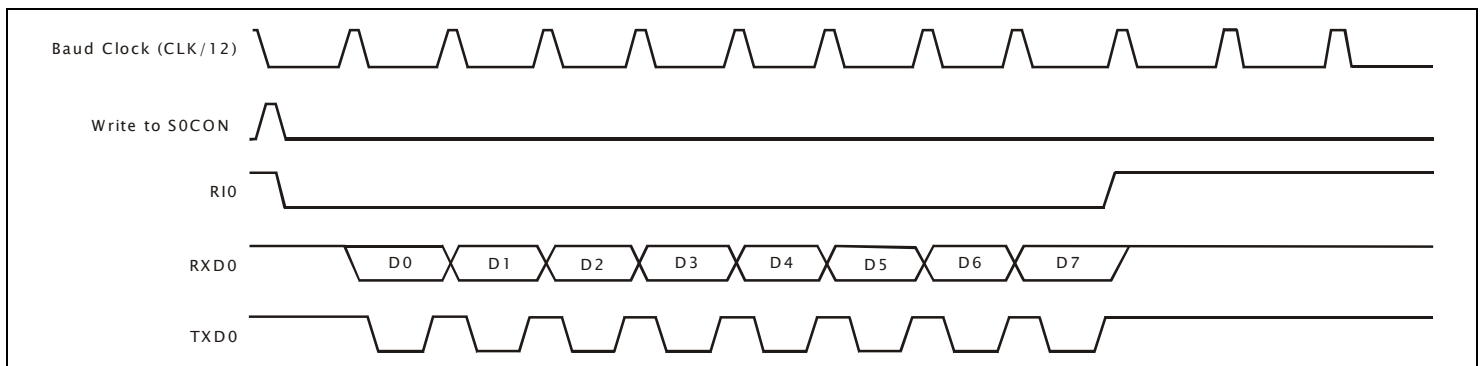 Baud Clock (CLK/12)
Write to S0CON
RI0
RXD0
D0 D1 D2 D3 D4 D5 D6 D7
TXD0